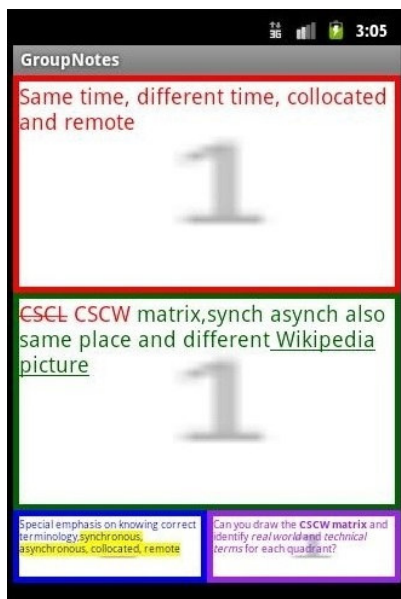 3G 3:05
GroupNotes
Same time, different time, collocated
and remote
1
CSCL CSCW matrix,synch asynch also
same place and different Wikipedia
picture
1
Special emphasis on knowing correct
terminology,synchronous,
asynchronous, collocated, remote
Can you draw the CSCW matrix and
identify real world and technical
terms for each quadrant?
1